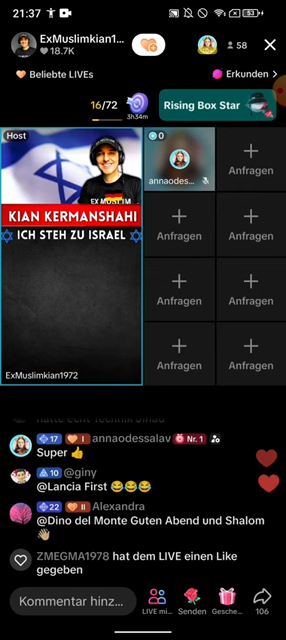 21:37
ExMuslimkian1...
18.7K
58
Beliebte LIVEs
Erkunden >
16/72
3h34m
Rising Box Star
Host
0
annaodes...
Anfragen
Anfragen
Anfragen
Anfragen
Anfragen
Anfragen
Anfragen
EX MUSLIM
KIAN KERMANSHAHI
ICH STEH ZU ISRAEL
ExMuslimkian1972
17 I annaodessalav Nr. 1
Super 👍
10 @giny
@Lancia First 😂😂😂
22 II Alexandra
@Dino del Monte Guten Abend und Shalom
👋🏼
ZMEGMA1978 hat dem LIVE einen Like
gegeben
Kommentar hinz...
LIVE mi...
Senden
Gesche...
106